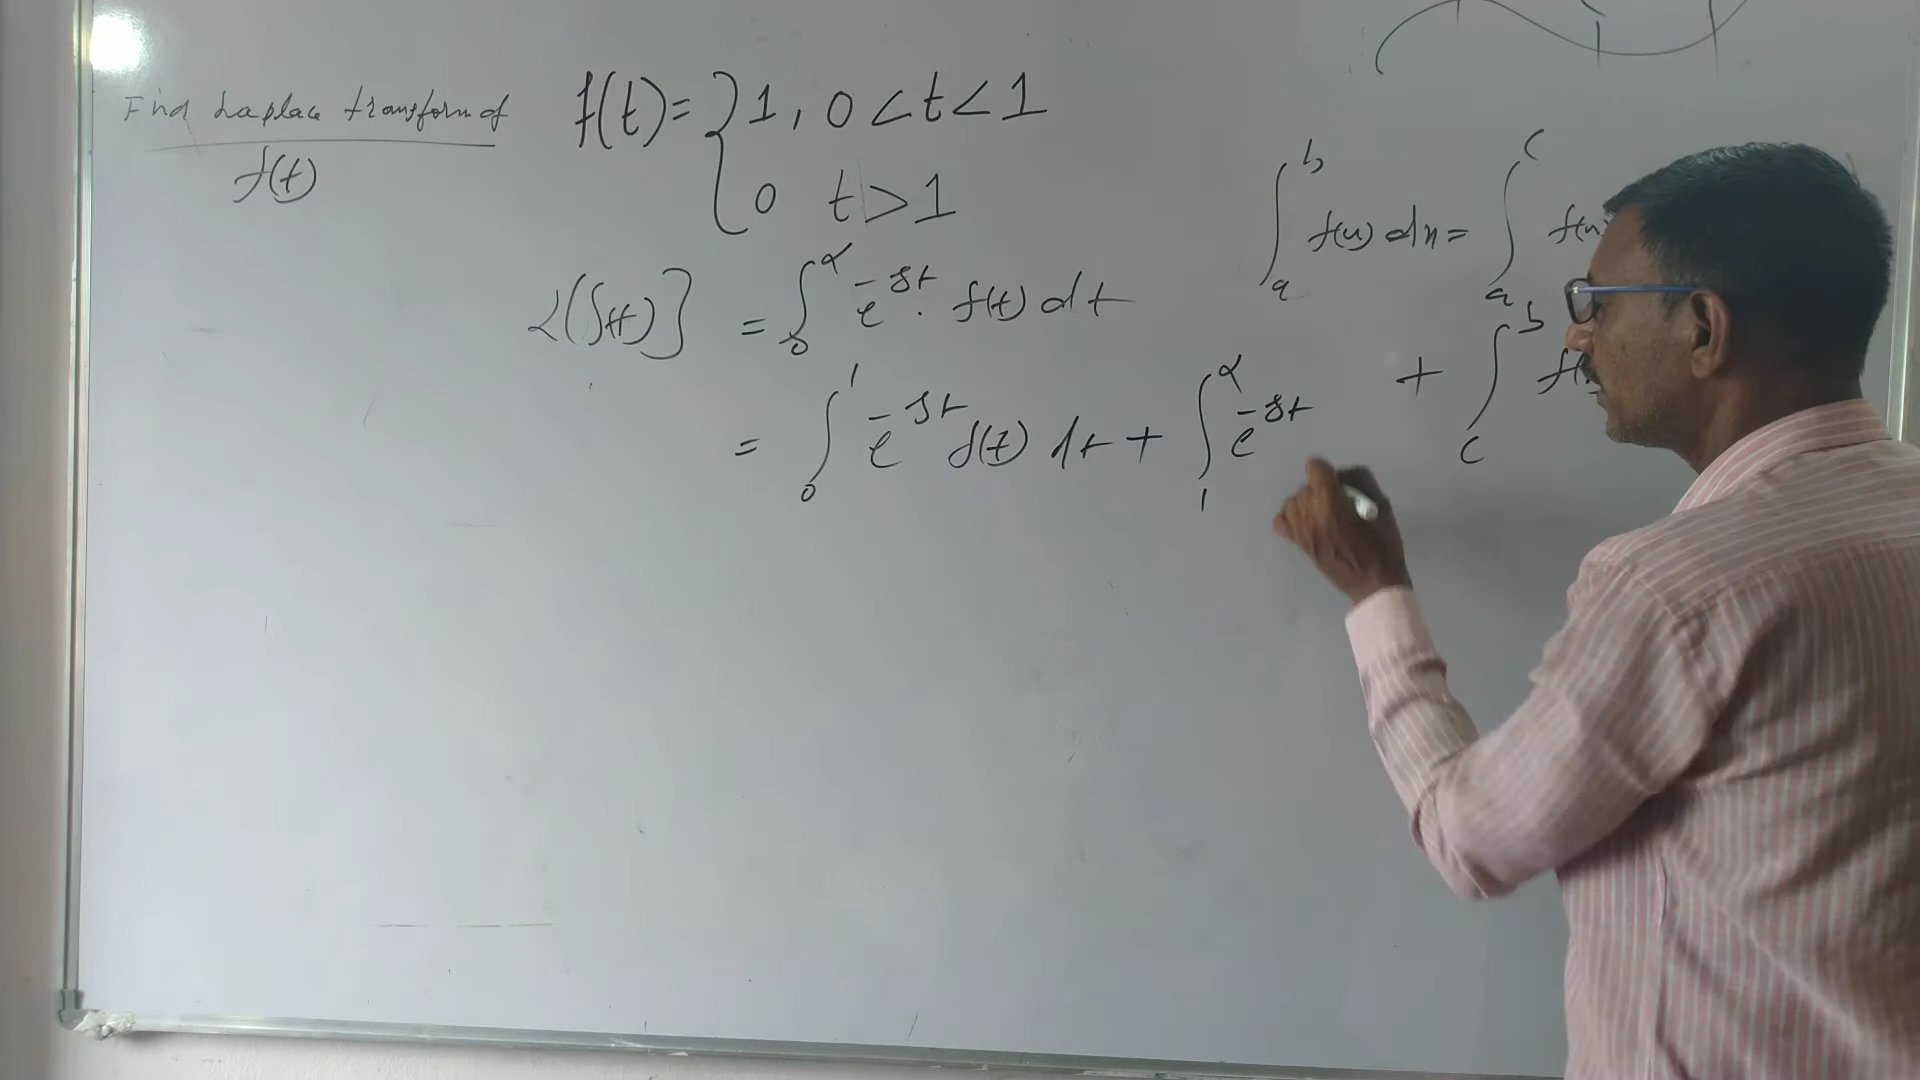 Find Laplace transform of
f(t)
f(t) = { 1, 0 < t < 1
0 t > 1
L{f(t)} = ∫₀^∞ e^-st . f(t) dt
= ∫₀^1 e^-st f(t) dt + ∫₁^∞ e^-st
∫ₐ^b f(x) dx = ∫ₐ^c f(x)
+ ∫_c^b f(